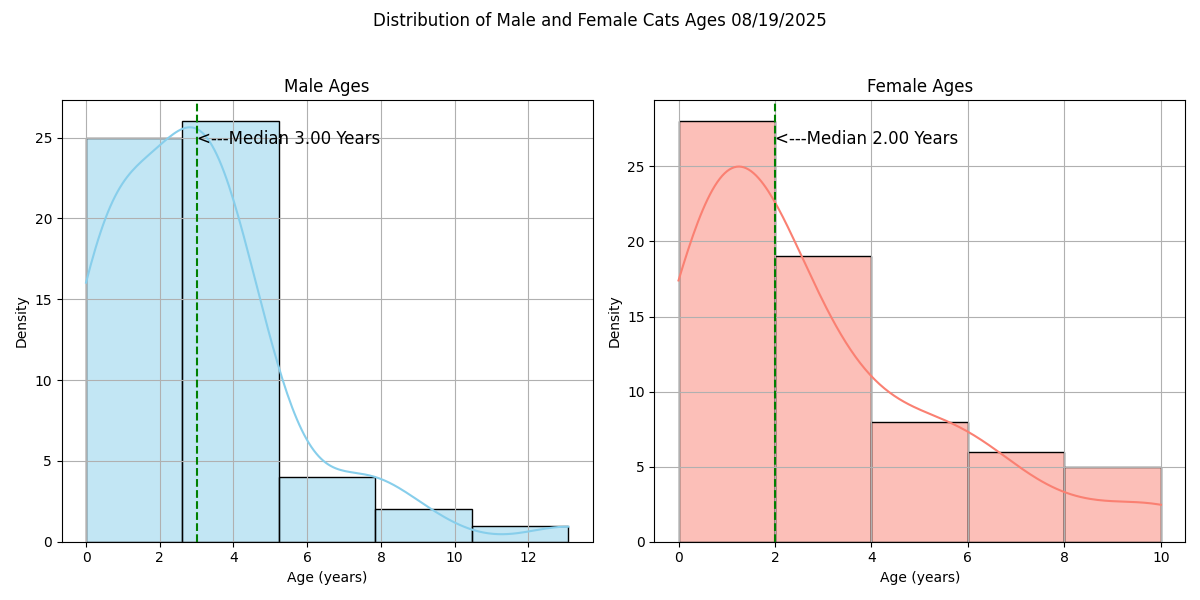 Distribution of Male and Female Cats Ages 08/19/2025
Male Ages
Density
25
20
15
10
5
0
<---Median 3.00 Years
0 2 4 6 8 10 12
Age (years)
Female Ages
Density
25
20
15
10
5
0
<---Median 2.00 Years
0 2 4 6 8 10
Age (years)